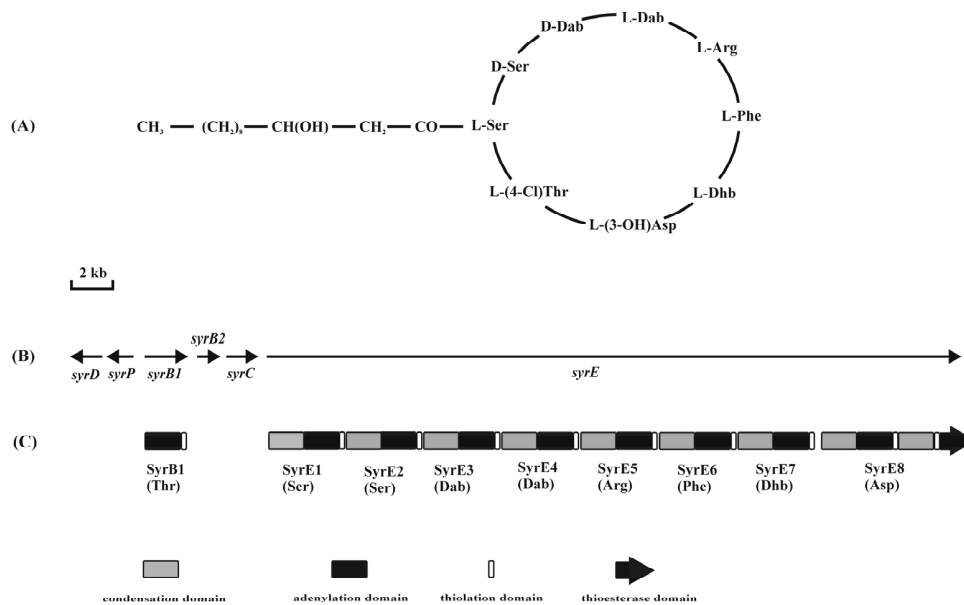 (A)
CH₃ — (CH₂)₈ — CH(OH) — CH₂ — CO — L-Ser
D-Ser
D-Dab
L-Dab
L-Arg
L-Phe
L-Dhb
L-(3-OH)Asp
L-(4-Cl)Thr
2 kb
(B)
syrD
syrP
syrB1
syrB2
syrC
syrE
(C)
SyrB1
(Thr)
SyrE1
(Ser)
SyrE2
(Ser)
SyrE3
(Dab)
SyrE4
(Dab)
SyrE5
(Arg)
SyrE6
(Phe)
SyrE7
(Dhb)
SyrE8
(Asp)
condensation domain
adenylation domain
thiolation domain
thioesterase domain